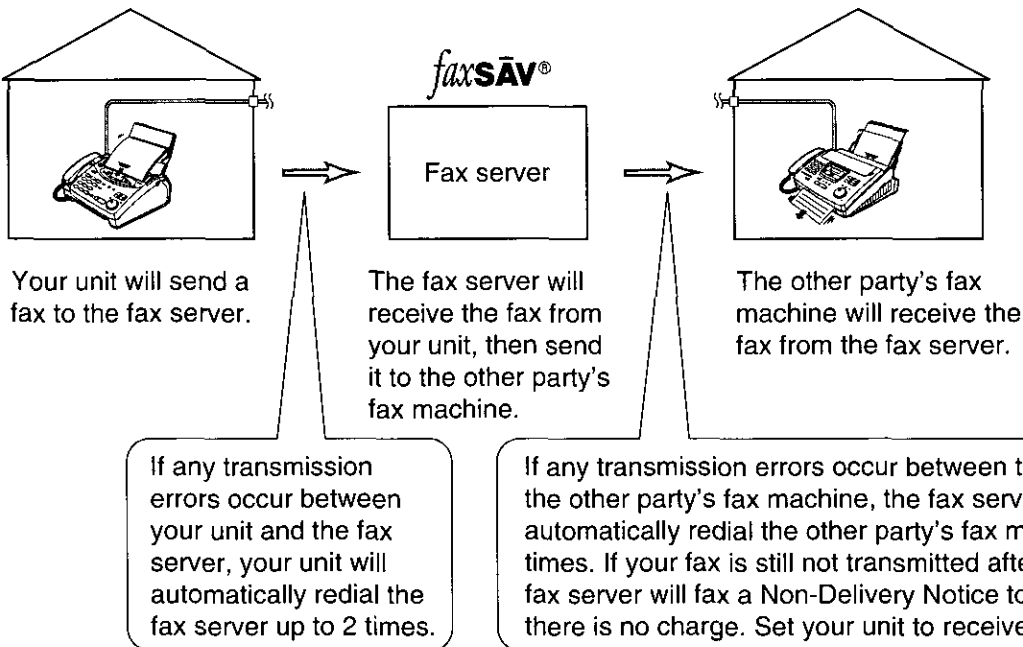 faxSĀV®
Fax server
Your unit will send a
fax to the fax server.
The fax server will
receive the fax from
your unit, then send
it to the other party's
fax machine.
The other party's fax
machine will receive the
fax from the fax server.
If any transmission
errors occur between
your unit and the fax
server, your unit will
automatically redial the
fax server up to 2 times.
If any transmission errors occur between
the other party's fax machine, the fax
automatically redial the other party's fax
times. If your fax is still not transmitted
fax server will fax a Non-Delivery Notice to
there is no charge. Set your unit to receive